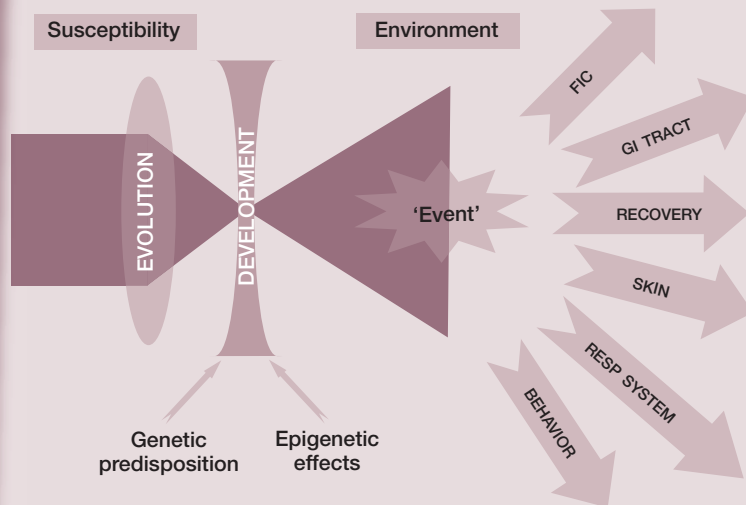 Susceptibility
Environment
EVOLUTION
DEVELOPMENT
'Event'
FIC
GI TRACT
RECOVERY
SKIN
RESP SYSTEM
BEHAVIOR
Genetic
predisposition
Epigenetic
effects